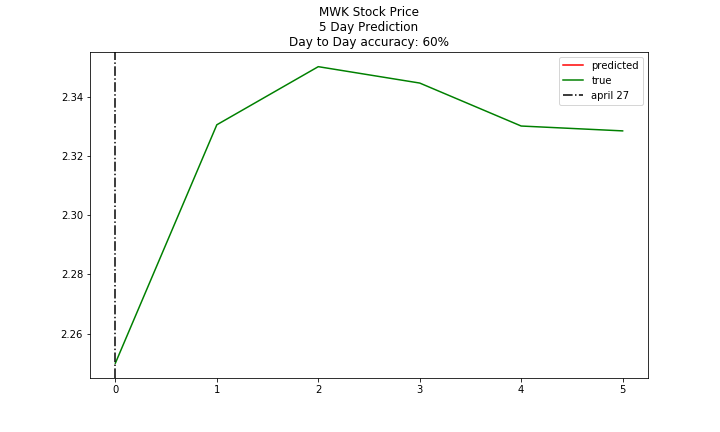 MWK Stock Price
5 Day Prediction
Day to Day accuracy: 60%
predicted
true
april 27
2.34
2.32
2.30
2.28
2.26
0 1 2 3 4 5